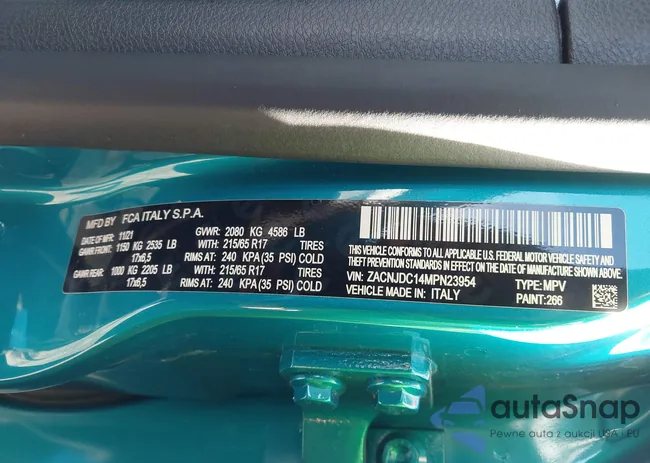 MFD BY FCA ITALY S.P.A.
DATE OF MFR: 11/21 GVWR: 2080 KG 4586 LB
GAWR FRONT: 1150 KG 2535 LB WITH: 215/65 R17 TIRES
17x6,5 RIMS AT: 240 KPA(35 PSI) COLD
GAWR REAR: 1000 KG 2205 LB WITH: 215/65 R17 TIRES
17x6,5 RIMS AT: 240 KPA(35 PSI) COLD
THIS VEHICLE CONFORMS TO ALL APPLICABLE U.S. FEDERAL MOTOR VEHICLE SAFETY AND
THEFT PREVENTION STANDARDS IN EFFECT ON THE DATE OF MANUFACTURE SHOWN ABOVE.
VIN: ZACNJDC14MPN23954 TYPE: MPV
VEHICLE MADE IN: ITALY PAINT: 266
autaSnap
Pewne auta z aukcji USA i EU